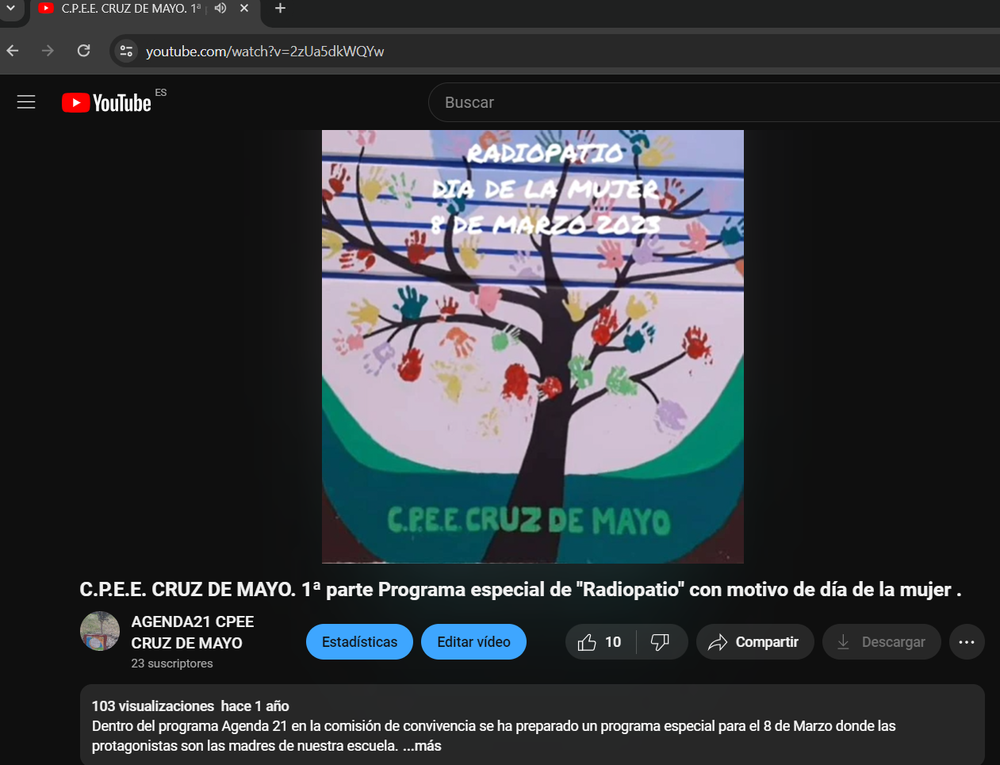 C.P.E.E. CRUZ DE MAYO. 1ª
youtube.com/watch?v=2zUa5dkWQYw
YouTube ES
Buscar
RADIOPATIO
DIA DE LA MUJER
8 DE MARZO 2023
C.P.E.E. CRUZ DE MAYO
C.P.E.E. CRUZ DE MAYO. 1ª parte Programa especial de "Radiopatio" con motivo de día de la mujer .
AGENDA21 CPEE
CRUZ DE MAYO
23 suscriptores
Estadísticas
Editar vídeo
10
Compartir
Descargar
103 visualizaciones hace 1 año
Dentro del programa Agenda 21 en la comisión de convivencia se ha preparado un programa especial para el 8 de Marzo donde las
protagonistas son las madres de nuestra escuela. ...más